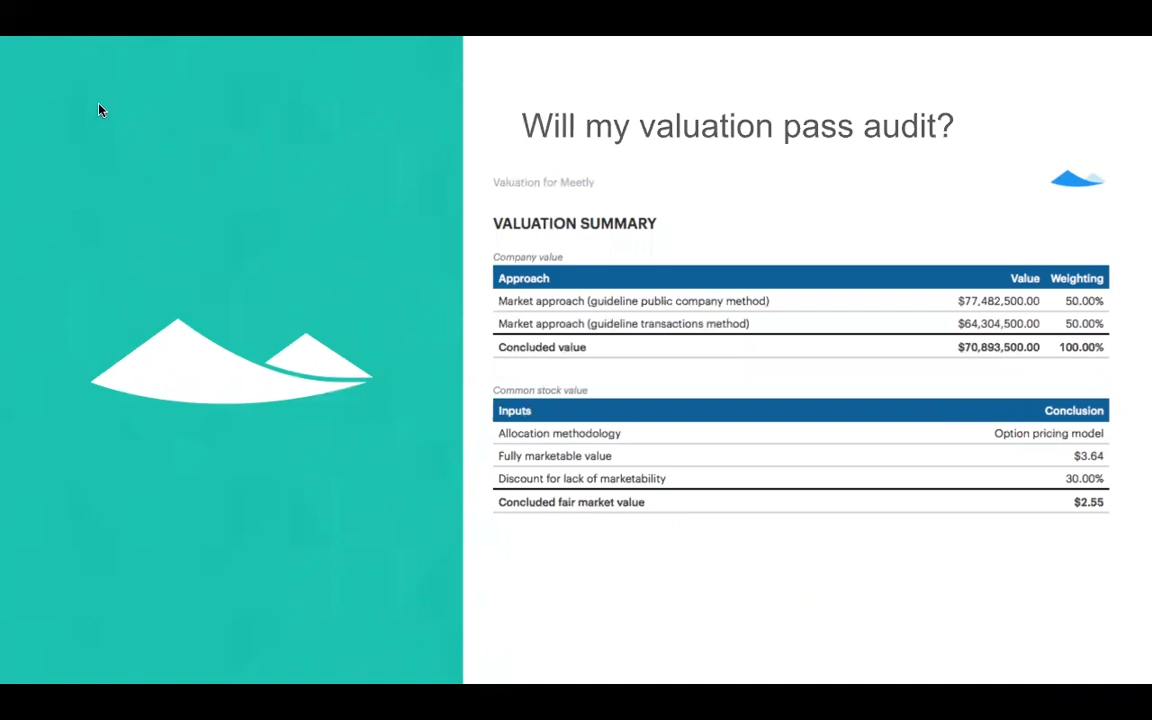 Will my valuation pass audit?
Valuation for Meetly
VALUATION SUMMARY
Company value
Approach Value Weighting
Market approach (guideline public company method) $77,482,500.00 50.00%
Market approach (guideline transactions method) $64,304,500.00 50.00%
Concluded value $70,893,500.00 100.00%
Common stock value
Inputs Conclusion
Allocation methodology Option pricing model
Fully marketable value $3.64
Discount for lack of marketability 30.00%
Concluded fair market value $2.55